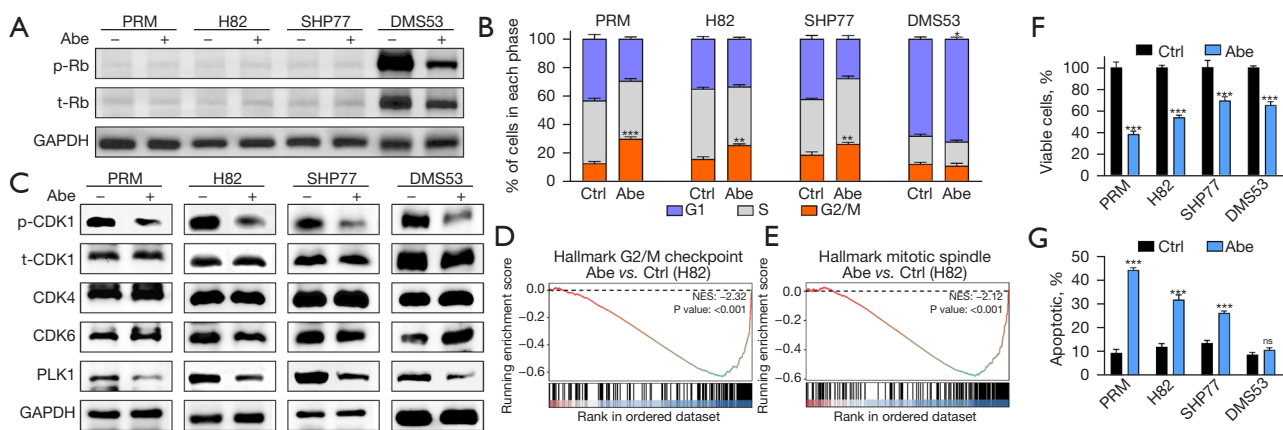 A
PRM H82 SHP77 DMS53
Abe – + – + – + – +
p-Rb
t-Rb
GAPDH
B
PRM H82 SHP77 DMS53
% of cells in each phase
100
80
60
40
20
0
*** ** ** *
Ctrl Abe Ctrl Abe Ctrl Abe Ctrl Abe
G1 S G2/M
C
PRM H82 SHP77 DMS53
Abe – + – + – + – +
p-CDK1
t-CDK1
CDK4
CDK6
PLK1
GAPDH
D
Hallmark G2/M checkpoint
Abe vs. Ctrl (H82)
NES: −2.32
P value: <0.001
Running enrichment score
0.0
−0.2
−0.4
−0.6
Rank in ordered dataset
E
Hallmark mitotic spindle
Abe vs. Ctrl (H82)
NES: −2.12
P value: <0.001
Running enrichment score
0.0
−0.2
−0.4
−0.6
Rank in ordered dataset
F
Ctrl Abe
Viable cells, %
100
80
60
40
20
0
*** *** *** ***
PRM H82 SHP77 DMS53
G
Ctrl Abe
Apoptotic, %
50
40
30
20
10
0
*** *** *** ns
PRM H82 SHP77 DMS53